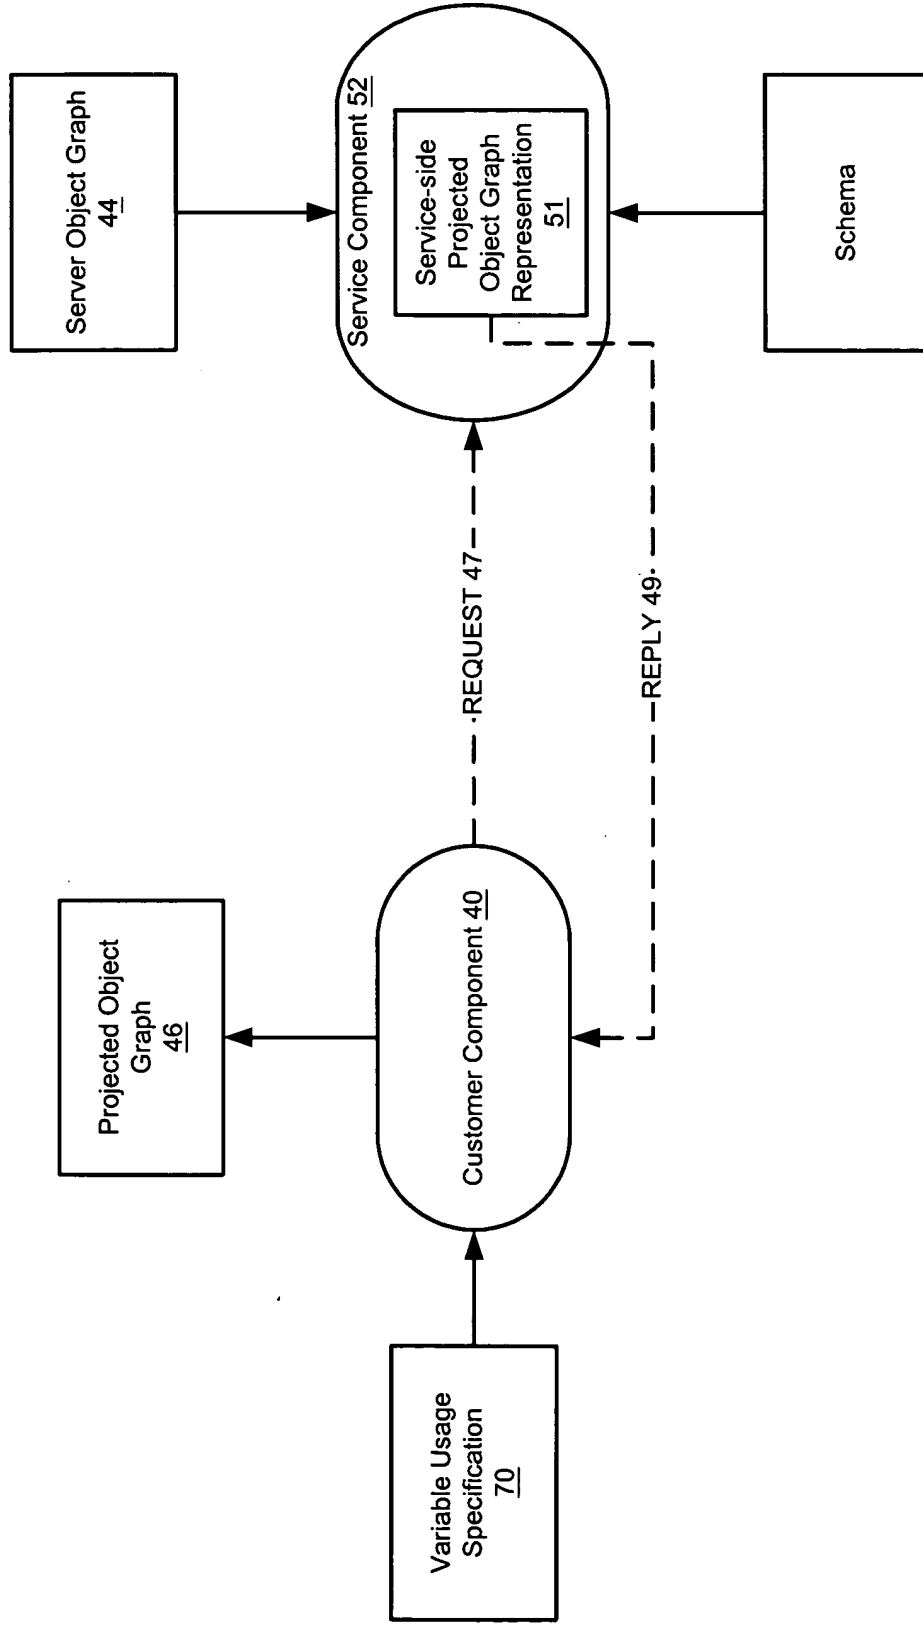 Projected Object
Graph
46
Server Object Graph
44
Variable Usage
Specification
70
Customer Component 40
REQUEST 47
Service Component 52
Service-side
Projected
Object Graph
Representation
51
REPLY 49
Schema